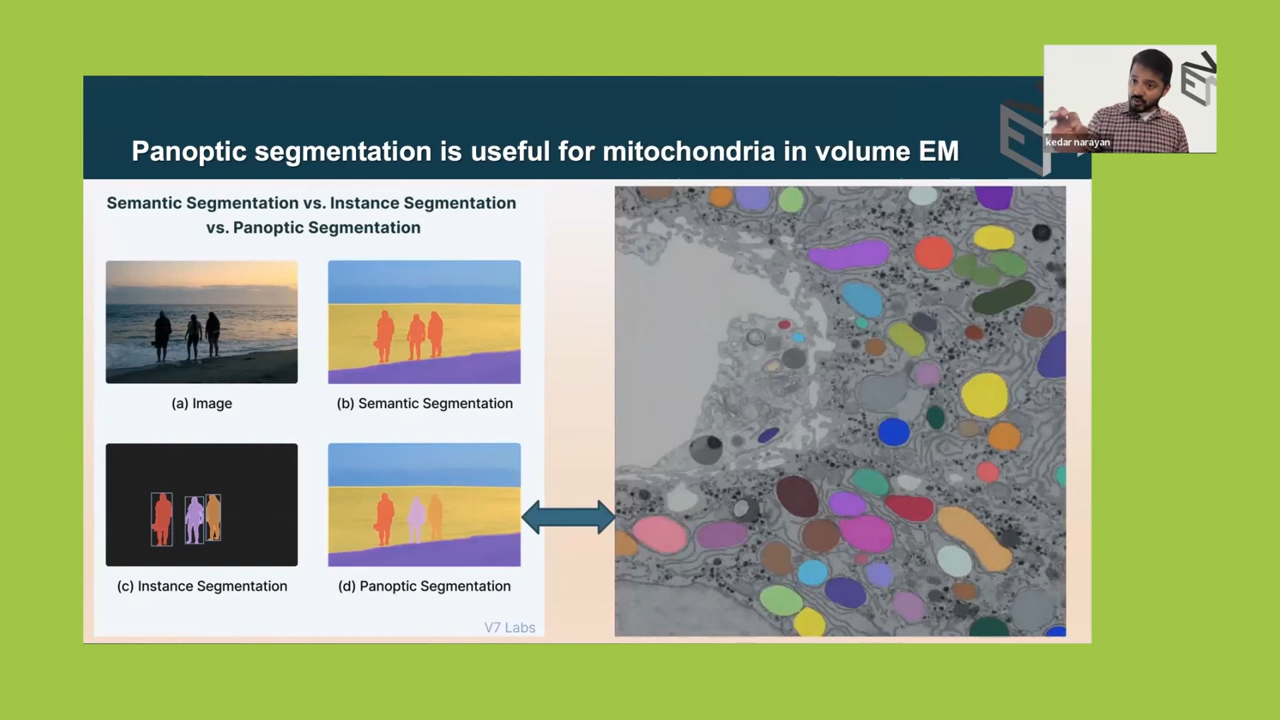 Panoptic segmentation is useful for mitochondria in volume EM
kedar narayan
Semantic Segmentation vs. Instance Segmentation
vs. Panoptic Segmentation
(a) Image
(b) Semantic Segmentation
(c) Instance Segmentation
(d) Panoptic Segmentation
V7 Labs